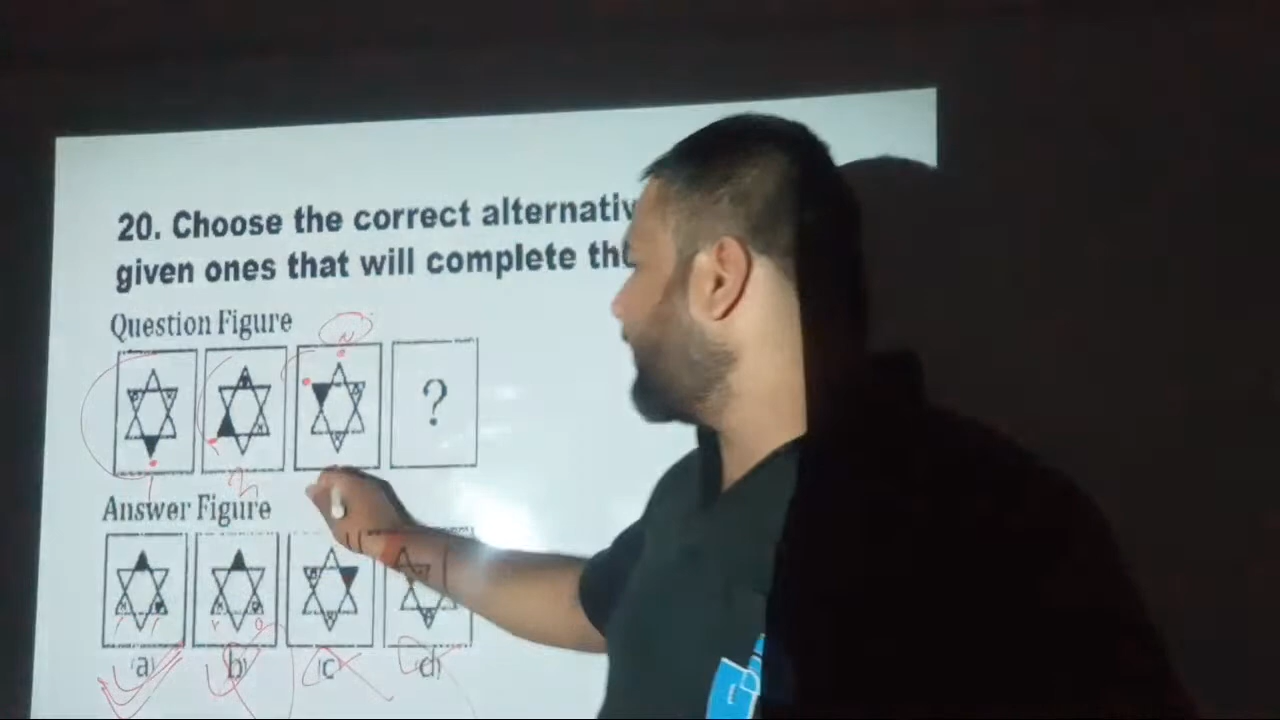 20. Choose the correct alternativ
given ones that will complete th
Question Figure
?
Answer Figure
(a) (b) (c) (d)